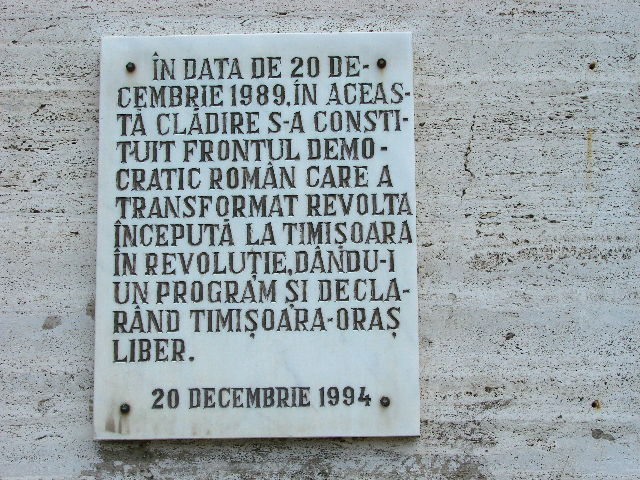 ÎN DATA DE 20 DE-
CEMBRIE 1989, ÎN ACEAS-
TĂ CLĂDIRE S-A CONSTI-
TUIT FRONTUL DEMO-
CRATIC ROMÂN CARE A
TRANSFORMAT REVOLTA
ÎNCEPUTĂ LA TIMIȘOARA
ÎN REVOLUȚIE, DÂNDU-I
UN PROGRAM ȘI DECLA-
RÂND TIMIȘOARA-ORAȘ
LIBER.
20 DECEMBRIE 1994